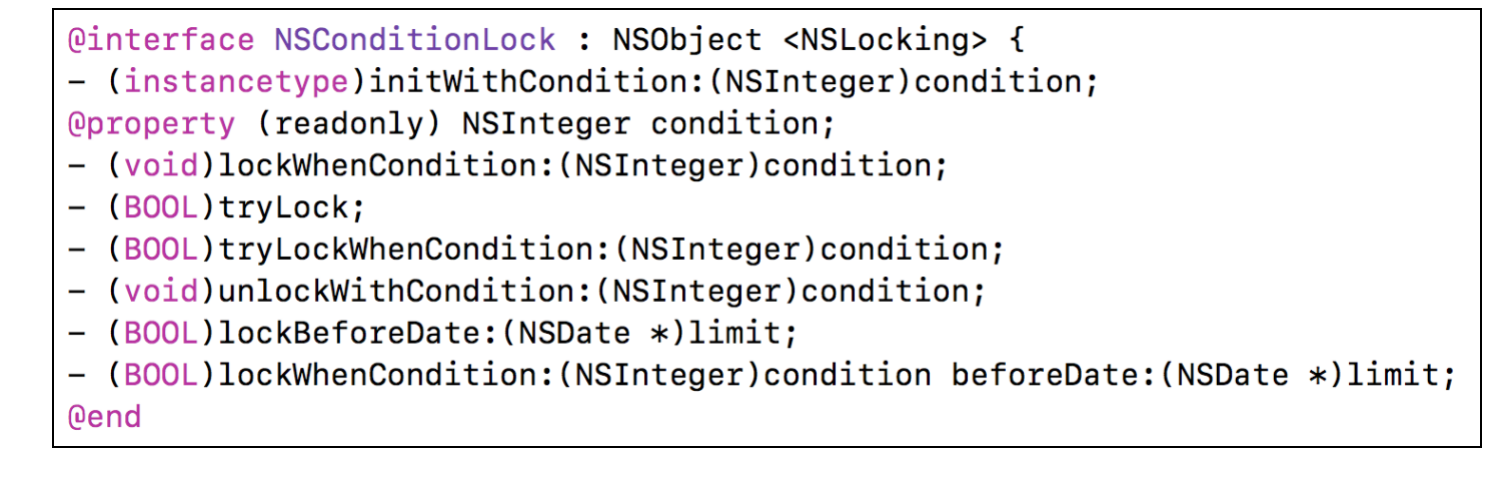 @interface NSConditionLock : NSObject <NSLocking> {
- (instancetype)initWithCondition:(NSInteger)condition;
@property (readonly) NSInteger condition;
- (void)lockWhenCondition:(NSInteger)condition;
- (BOOL)tryLock;
- (BOOL)tryLockWhenCondition:(NSInteger)condition;
- (void)unlockWithCondition:(NSInteger)condition;
- (BOOL)lockBeforeDate:(NSDate *)limit;
- (BOOL)lockWhenCondition:(NSInteger)condition beforeDate:(NSDate *)limit;
@end